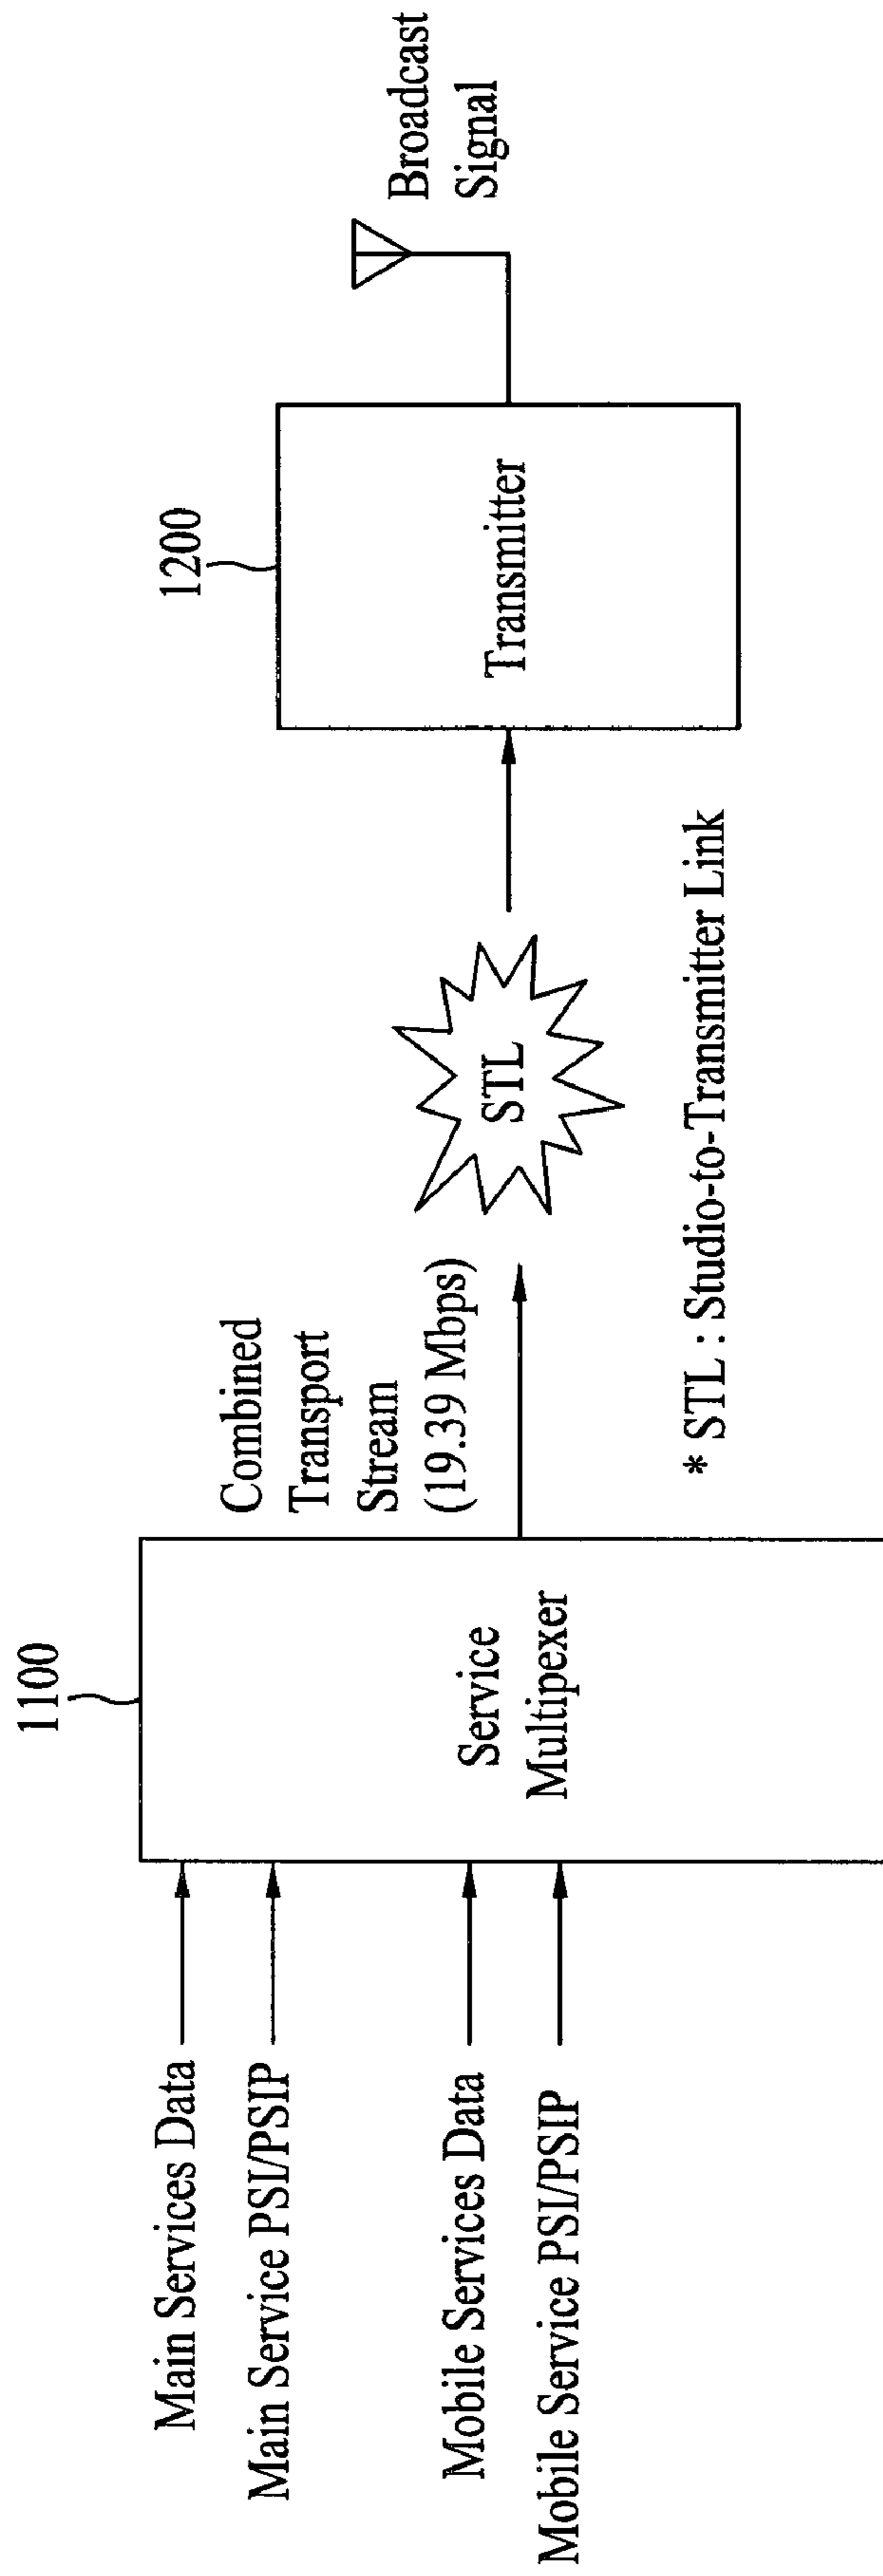 1100
1200
Main Services Data
Main Service PSI/PSIP
Mobile Services Data
Mobile Service PSI/PSIP
Service
Multipexer
Combined
Transport
Stream
(19.39 Mbps)
STL
Transmitter
Broadcast
Signal
* STL : Studio-to-Transmitter Link